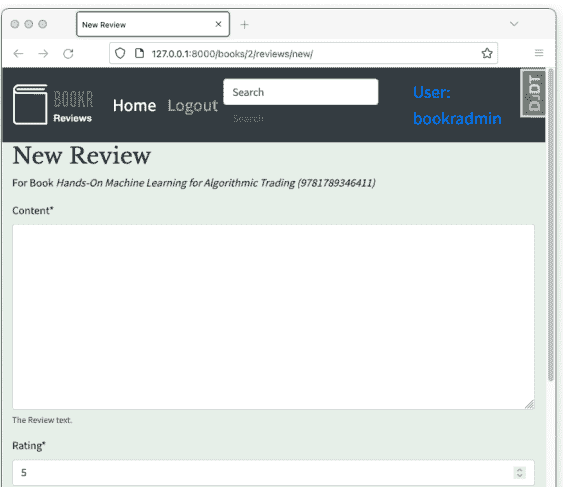 New Review
127.0.0.1:8000/books/2/reviews/new/
BOOKR
Reviews
Home
Logout
Search
Search
User:
bookradmin
DJDT
New Review
For Book Hands-On Machine Learning for Algorithmic Trading (9781789346411)
Content*
The Review text.
Rating*
5